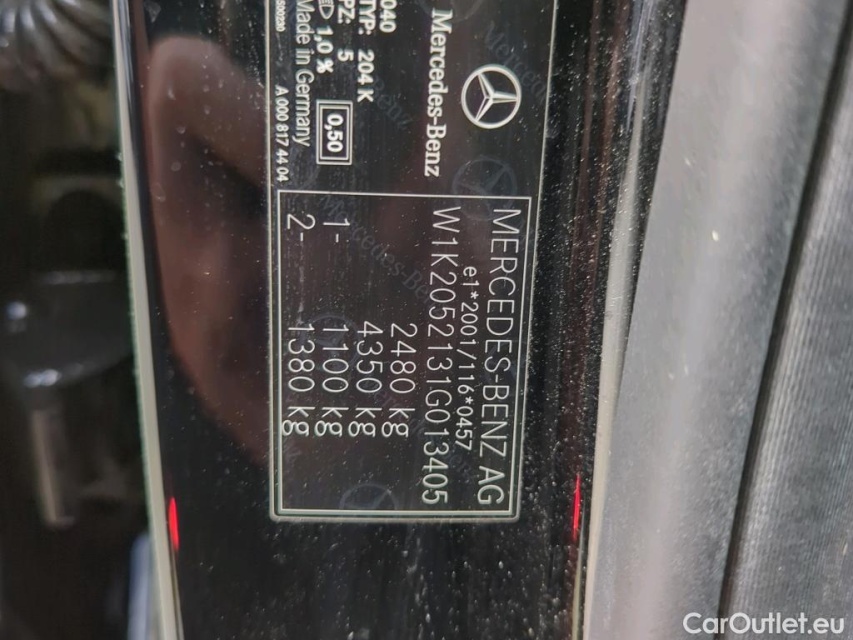 Mercedes-Benz
040
TYP: 204 K
PZ: 5
1,0 %
0,50
Made in Germany
A 000 817 44 04
MERCEDES-BENZ AG
e1*2001/116*0457
W1K2052131G013405
2480 kg
4350 kg
1- 1100 kg
2- 1380 kg
CarOutlet.eu